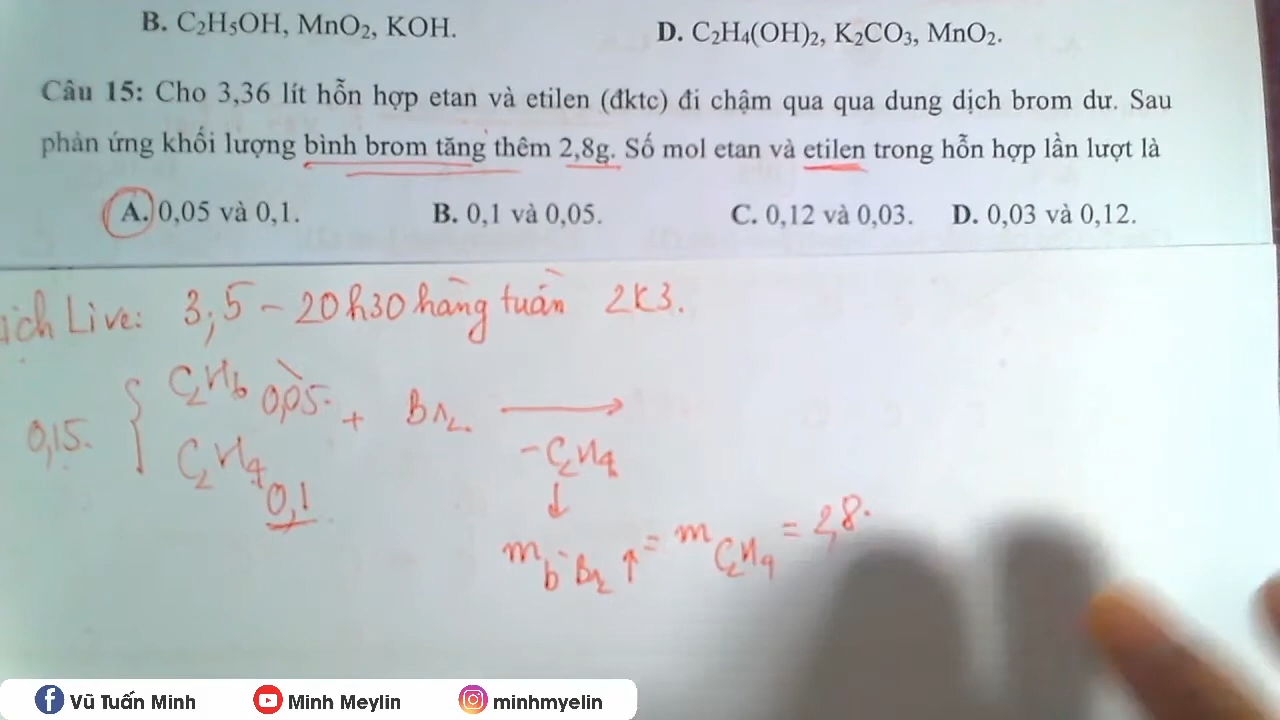 B. C₂H₅OH, MnO₂, KOH. D. C₂H₄(OH)₂, K₂CO₃, MnO₂.
Câu 15: Cho 3,36 lít hỗn hợp etan và etilen (đktc) đi chậm qua qua dung dịch brom dư. Sau
phản ứng khối lượng bình brom tăng thêm 2,8g. Số mol etan và etilen trong hỗn hợp lần lượt là
A. 0,05 và 0,1. B. 0,1 và 0,05. C. 0,12 và 0,03. D. 0,03 và 0,12.
ịch Live: 3,5 - 20h30 hàng tuần 2K3.
0,15. { C₂H₆ 0,05. + Br₂ →
C₂H₄ 0,1
- C₂H₄
↓
m b̀ Br₂ ↑ = m C₂H₄ = 2,8.
Vũ Tuấn Minh Minh Meylin minhmyelin